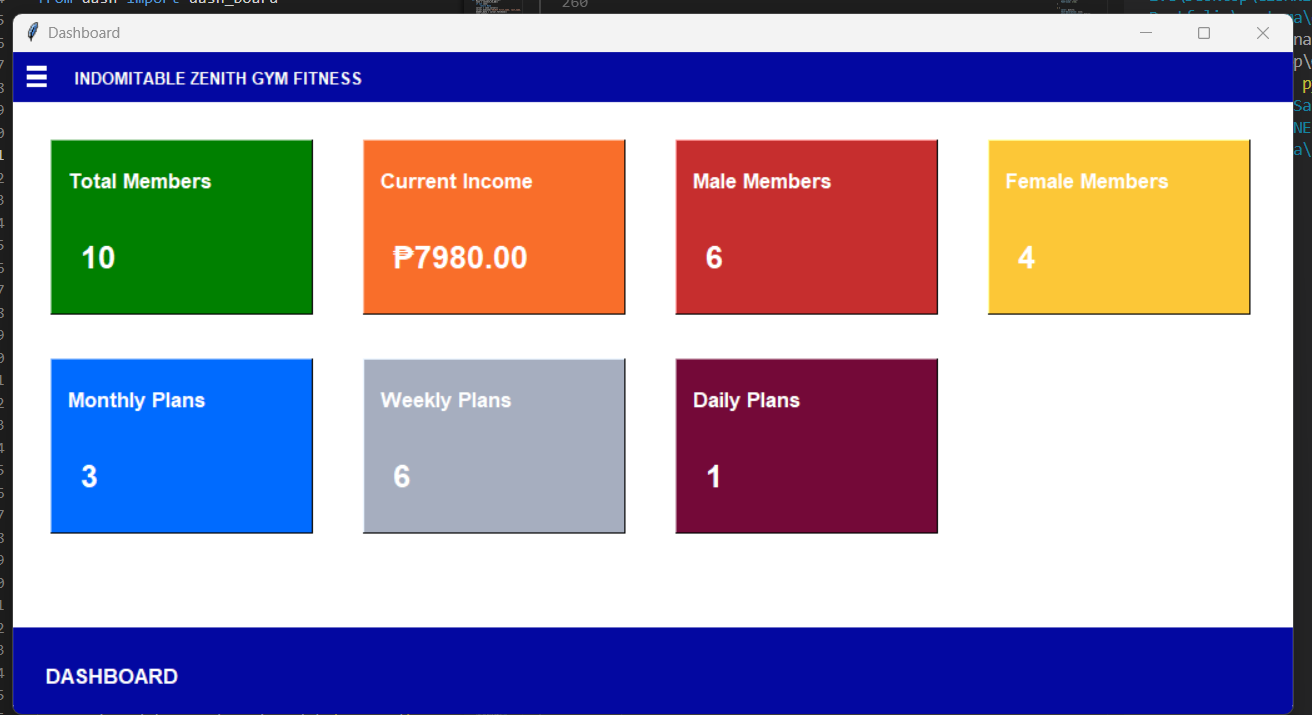 from dash import dash_board
260
Dashboard
INDOMITABLE ZENITH GYM FITNESS
Total Members
10
Current Income
₱7980.00
Male Members
6
Female Members
4
Monthly Plans
3
Weekly Plans
6
Daily Plans
1
DASHBOARD